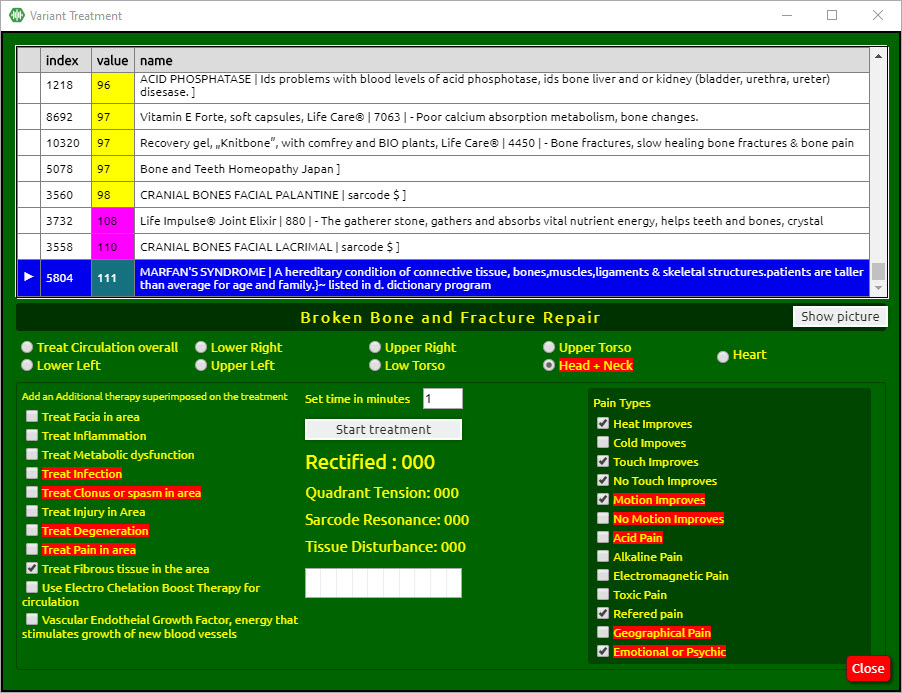 Variant Treatment
index value name
1218 96 ACID PHOSPHATASE | Ids problems with blood levels of acid phosphotase, ids bone liver and or kidney (bladder, urethra, ureter)
disesase. ]
8692 97 Vitamin E Forte, soft capsules, Life Care® | 7063 | - Poor calcium absorption metabolism, bone changes.
10320 97 Recovery gel, „Knitbone”, with comfrey and BIO plants, Life Care® | 4450 | - Bone fractures, slow healing bone fractures & bone pain
5078 97 Bone and Teeth Homeopathy Japan ]
3560 98 CRANIAL BONES FACIAL PALANTINE | sarcode $ ]
3732 108 Life Impulse® Joint Elixir | 880 | - The gatherer stone, gathers and absorbs vital nutrient energy, helps teeth and bones, crystal
3558 110 CRANIAL BONES FACIAL LACRIMAL | sarcode $ ]
5804 111 MARFAN'S SYNDROME | A hereditary condition of connective tissue, bones,muscles,ligaments & skeletal structures.patients are taller
than average for age and family.}~ listed in d. dictionary program
Broken Bone and Fracture Repair
Show picture
Treat Circulation overall Lower Right Upper Right Upper Torso Heart
Lower Left Upper Left Low Torso Head + Neck
Add an Additional therapy superimposed on the treatment
Treat Facia in area
Treat Inflammation
Treat Metabolic dysfunction
Treat Infection
Treat Clonus or spasm in area
Treat Injury in Area
Treat Degeneration
Treat Pain in area
Treat Fibrous tissue in the area
Use Electro Chelation Boost Therapy for
circulation
Vascular Endotheial Growth Factor, energy that
stimulates growth of new blood vessels
Set time in minutes 1
Start treatment
Rectified : 000
Quadrant Tension: 000
Sarcode Resonance: 000
Tissue Disturbance: 000
Pain Types
Heat Improves
Cold Impoves
Touch Improves
No Touch Improves
Motion Improves
No Motion Improves
Acid Pain
Alkaline Pain
Electromagnetic Pain
Toxic Pain
Refered pain
Geographical Pain
Emotional or Psychic
Close